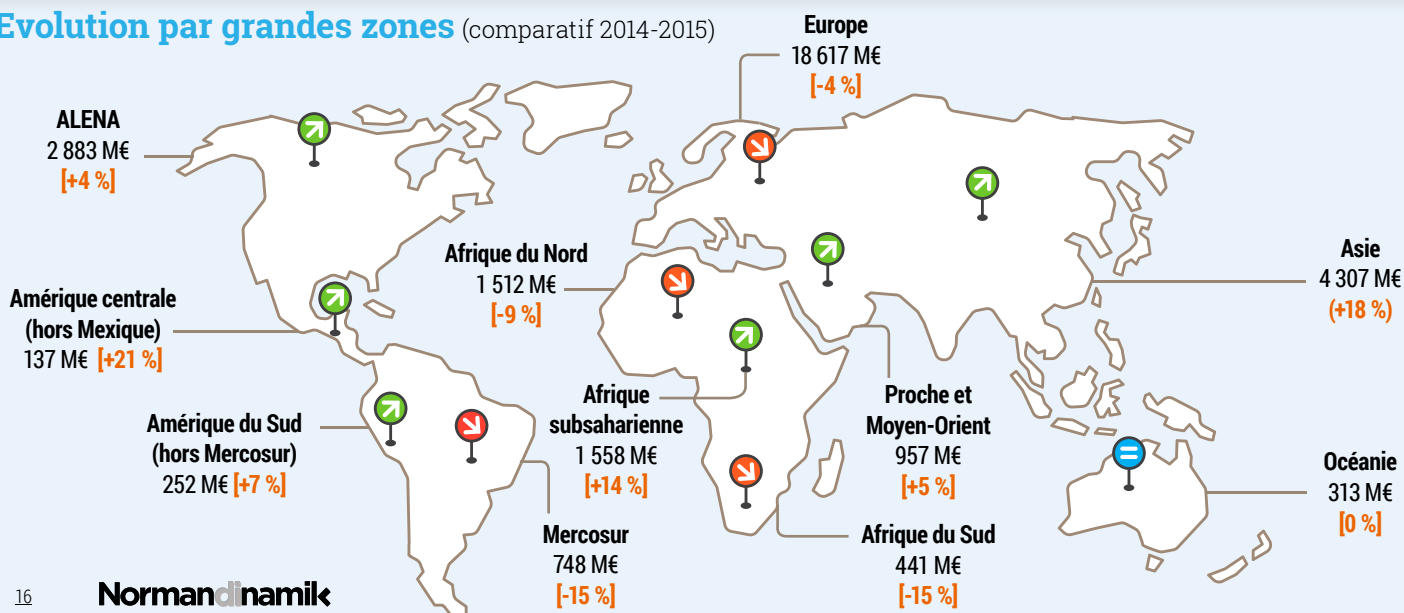 Evolution par grandes zones (comparatif 2014-2015)
Europe
18 617 M€
[-4 %]
ALENA
2 883 M€
[+4 %]
Afrique du Nord
1 512 M€
[-9 %]
Asie
4 307 M€
(+18 %)
Amérique centrale
(hors Mexique)
137 M€ [+21 %]
Amérique du Sud
(hors Mercosur)
252 M€ [+7 %]
Afrique
subsaharienne
1 558 M€
[+14 %]
Proche et
Moyen-Orient
957 M€
[+5 %]
Océanie
313 M€
[0 %]
Mercosur
748 M€
[-15 %]
Afrique du Sud
441 M€
[-15 %]
16
Normandinamik